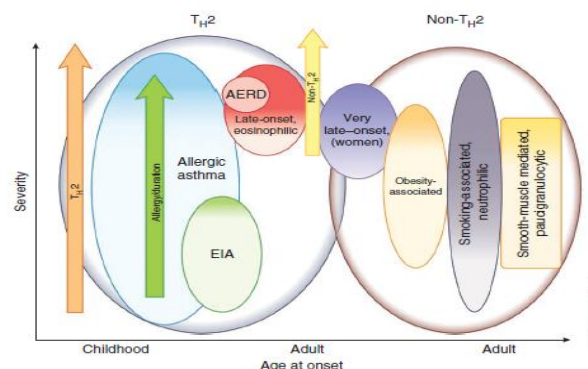 TH2
Non-TH2
Severity
TH2
Allergy/duration
Allergic
asthma
EIA
AERD
Late-onset,
eosinophilic
Non-TH2
Very
late–onset,
(women)
Obesity-
associated
Smoking-associated,
neutrophilic
Smooth-muscle mediated,
paucigranulocytic
Childhood
Adult
Adult
Age at onset